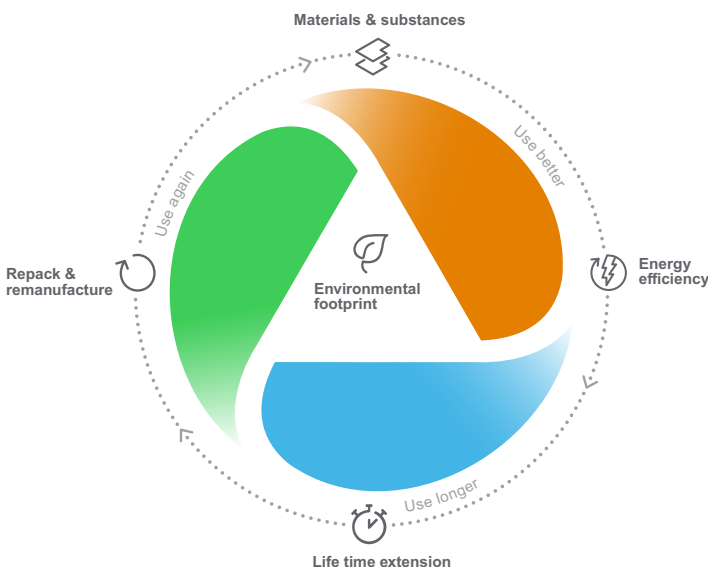 Materials & substances
Use better
Use again
Energy
efficiency
Repack &
remanufacture
Environmental
footprint
Use longer
Life time extension